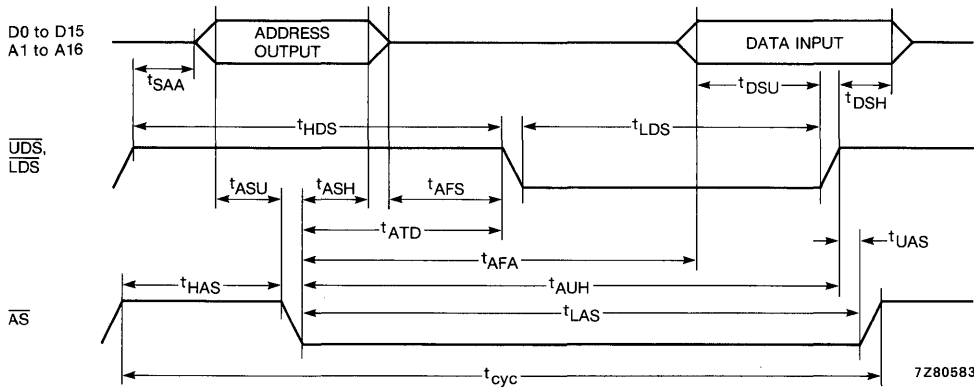 D0 to D15
A1 to A16
ADDRESS
OUTPUT
DATA INPUT
tSAA
tDSU
tDSH
tHDS
tLDS
UDS,
LDS
tASU
tASH
tAFS
tATD
tUAS
tAFA
tHAS
tAUH
tLAS
AS
tcyc
7Z80583